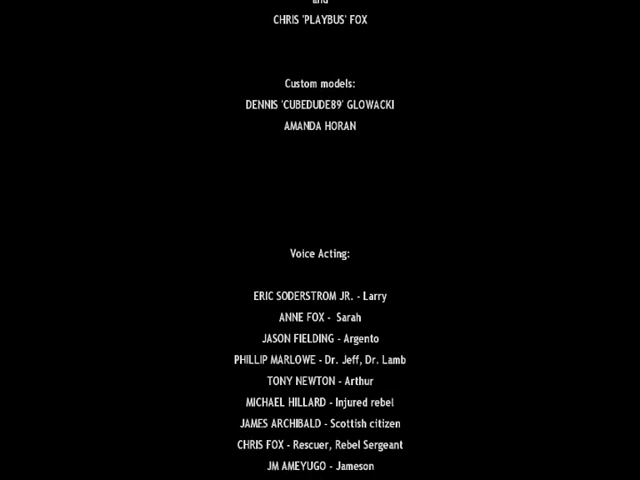 and
CHRIS 'PLAYBUS' FOX
Custom models:
DENNIS 'CUBEDUDE89' GLOWACKI
AMANDA HORAN
Voice Acting:
ERIC SODERSTROM JR. - Larry
ANNE FOX - Sarah
JASON FIELDING - Argento
PHILLIP MARLOWE - Dr. Jeff, Dr. Lamb
TONY NEWTON - Arthur
MICHAEL HILLARD - Injured rebel
JAMES ARCHIBALD - Scottish citizen
CHRIS FOX - Rescuer, Rebel Sergeant
JM AMEYUGO - Jameson